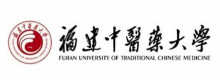 福建中醫藥大學
FUJIAN UNIVERSITY OF TRADITIONAL CHINESE MEDICINE